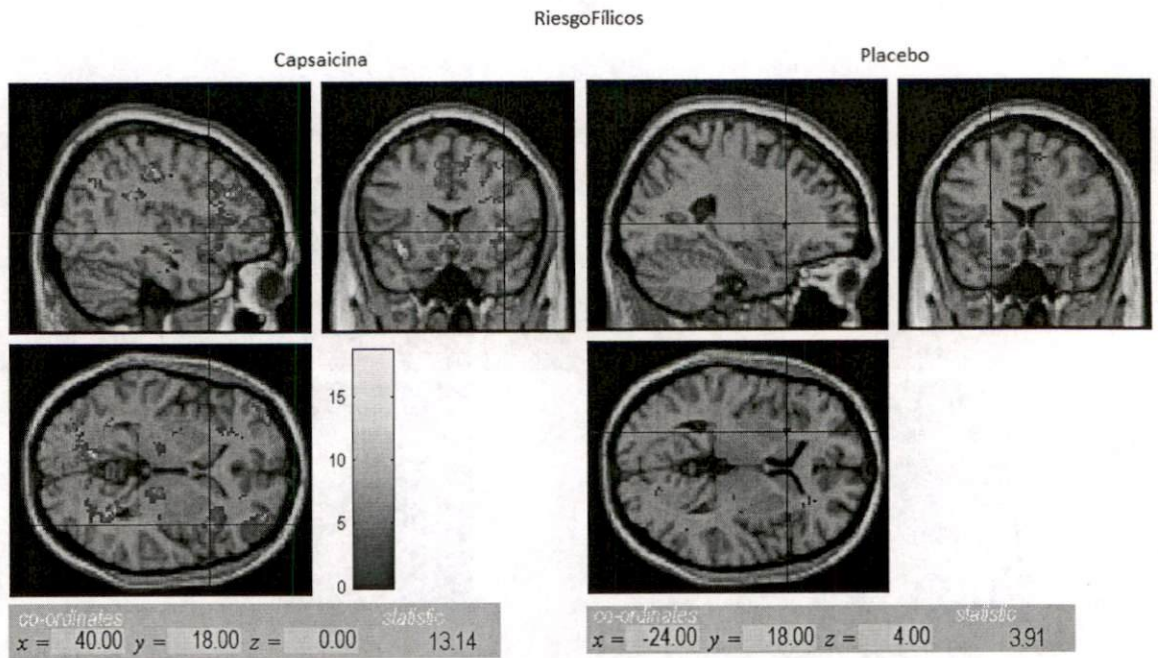 RiesgoFílicos
Capsaicina
Placebo
15
10
5
0
co-ordinates statistic
x = 40.00 y = 18.00 z = 0.00 13.14
co-ordinates statistic
x = -24.00 y = 18.00 z = 4.00 3.91